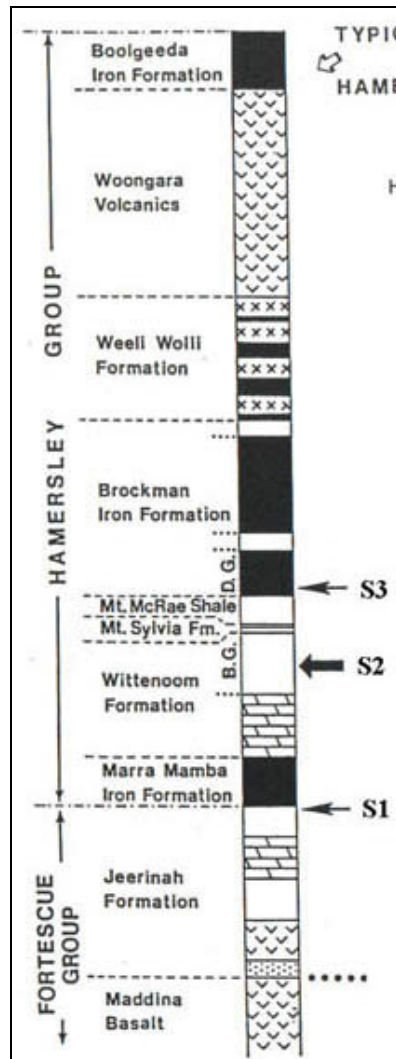 TYPIC
HAME
H
Boolgeeda
Iron Formation
Woongara
Volcanics
GROUP
Weeli Wolli
Formation
HAMERSLEY
Brockman
Iron Formation
D.G.
S3
Mt. McRae Shale
Mt. Sylvia Fm.
B.G.
S2
Wittenoom
Formation
Marra Mamba
Iron Formation
S1
Jeerinah
Formation
FORTESCUE
GROUP
Maddina
Basalt